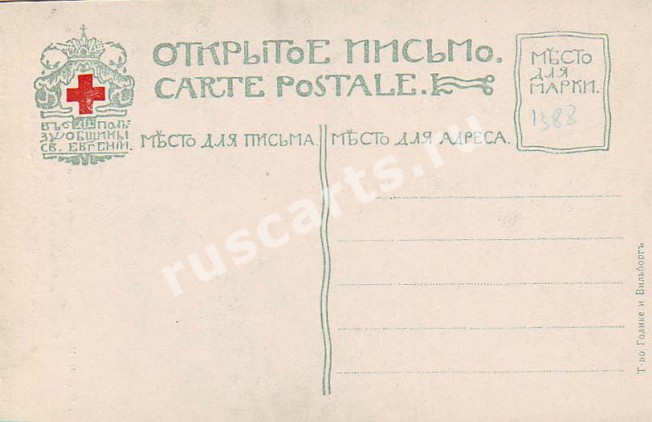 ОТКРЫТОЕ ПИСЬМО.
CARTE POSTALE.
МѢСТО
ДЛЯ
МАРКИ.
1388
ВЪ ПОЛЬ
ЗУ ОБЩИНЫ
СВ. ЕВГЕНІИ.
МѢСТО ДЛЯ ПИСЬМА
МѢСТО ДЛЯ АДРЕСА.
Т-во Голике и Вильборгъ
ruscarts.ru